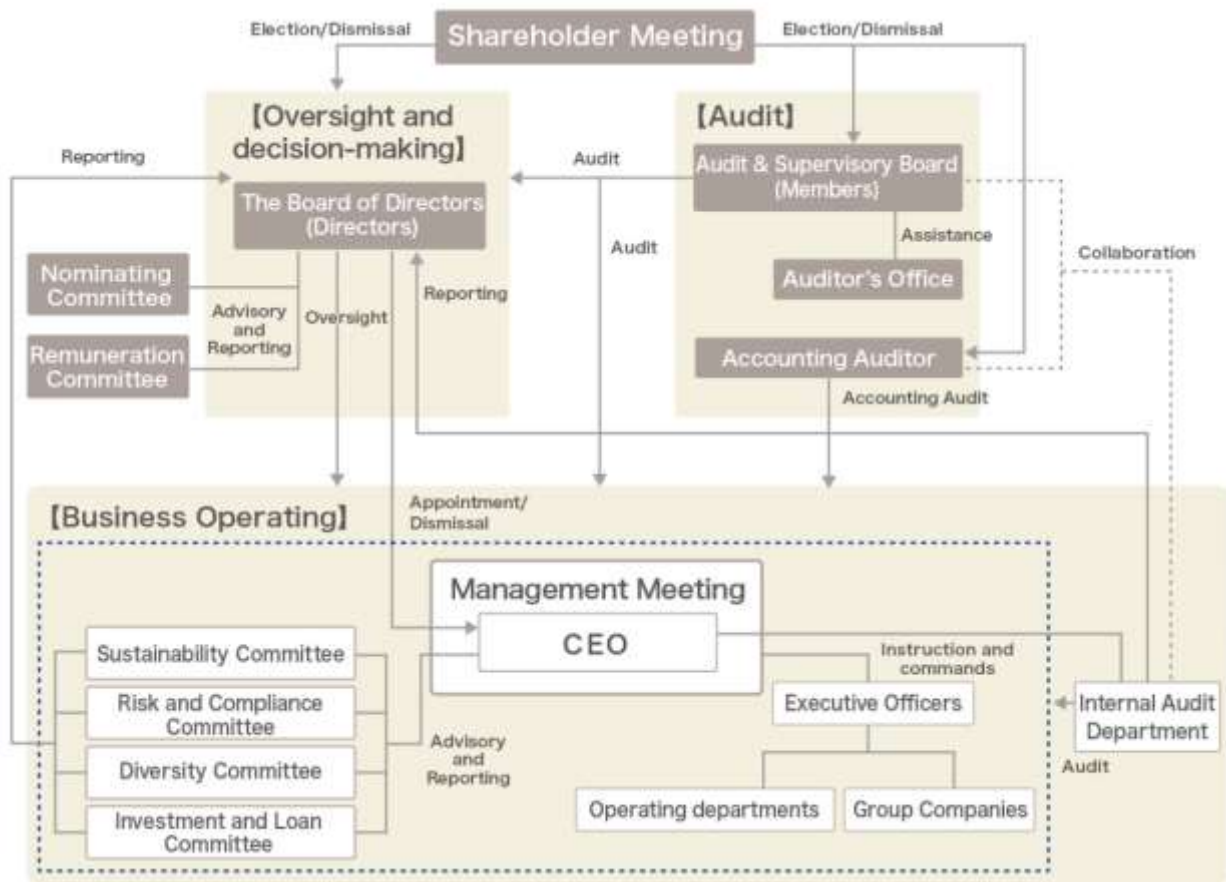 Shareholder Meeting
Election/Dismissal
Election/Dismissal
【Oversight and
decision-making】
【Audit】
Reporting
Audit
Audit & Supervisory Board
(Members)
The Board of Directors
(Directors)
Assistance
Audit
Collaboration
Nominating
Committee
Auditor's Office
Reporting
Advisory
and
Reporting
Oversight
Remuneration
Committee
Accounting Auditor
Accounting Audit
【Business Operating】
Appointment/
Dismissal
Management Meeting
CEO
Sustainability Committee
Risk and Compliance
Committee
Diversity Committee
Investment and Loan
Committee
Advisory
and
Reporting
Instruction and
commands
Executive Officers
Operating departments
Group Companies
Internal Audit
Department
Audit